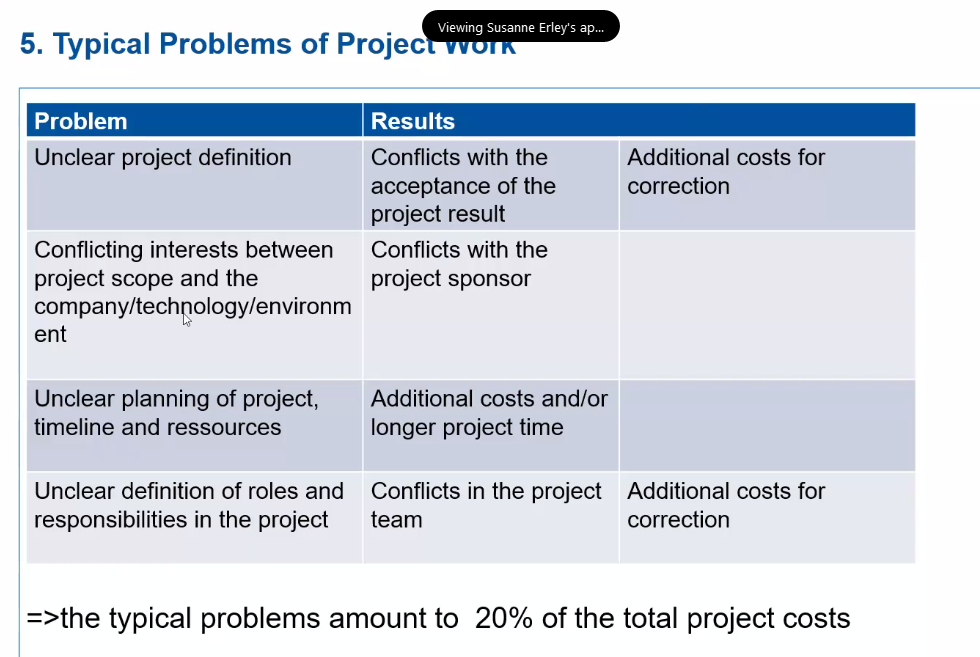 Viewing Susanne Erley's ap...
5. Typical Problems of Project Work
Problem
Results
Unclear project definition
Conflicts with the
acceptance of the
project result
Additional costs for
correction
Conflicting interests between
project scope and the
company/technology/environm
ent
Conflicts with the
project sponsor
Unclear planning of project,
timeline and ressources
Additional costs and/or
longer project time
Unclear definition of roles and
responsibilities in the project
Conflicts in the project
team
Additional costs for
correction
=>the typical problems amount to  20% of the total project costs